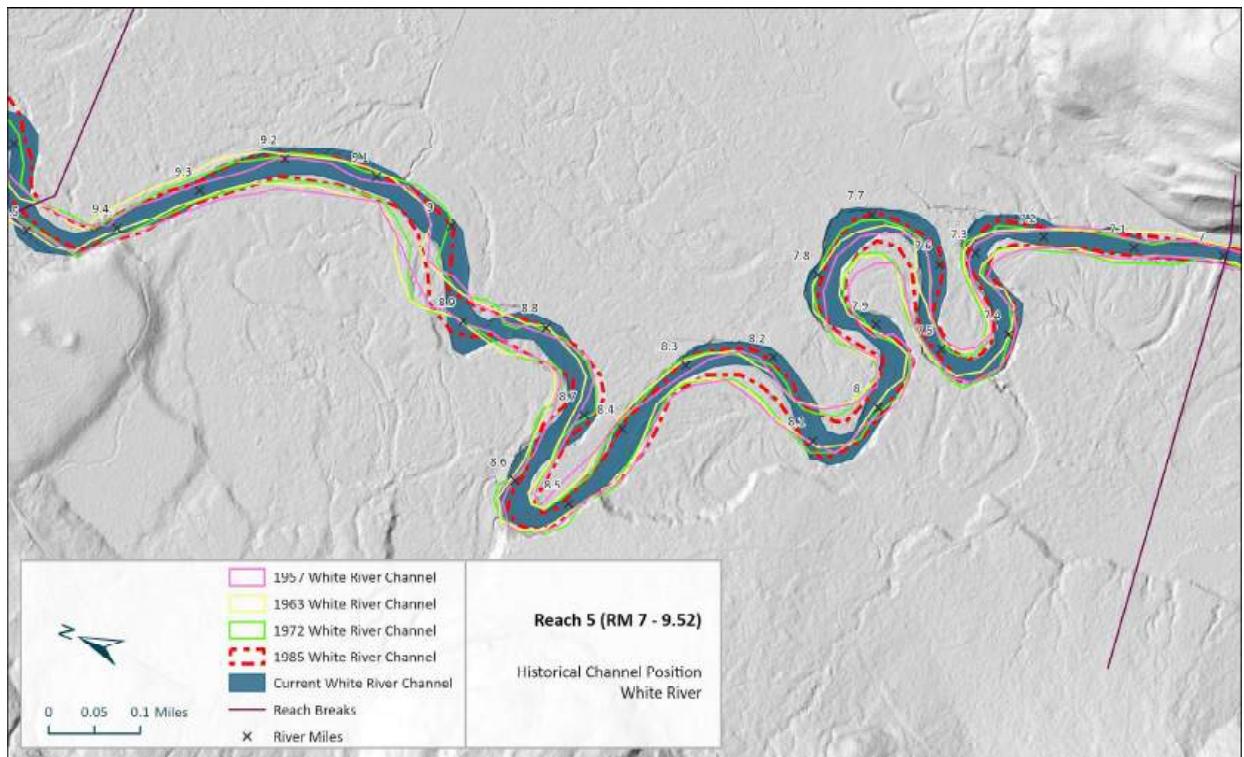 9.2
9.1
9.3
9.4
9
8.9
8.8
8.7
8.4
8.6
8.5
8.3
8.2
8.1
8
7.9
7.8
7.7
7.6
7.5
7.4
7.3
7.2
7.1
7
1957 White River Channel
1963 White River Channel
1972 White River Channel
1985 White River Channel
Current White River Channel
Reach Breaks
River Miles
N
0 0.05 0.1 Miles
Reach 5 (RM 7 - 9.52)
Historical Channel Position
White River